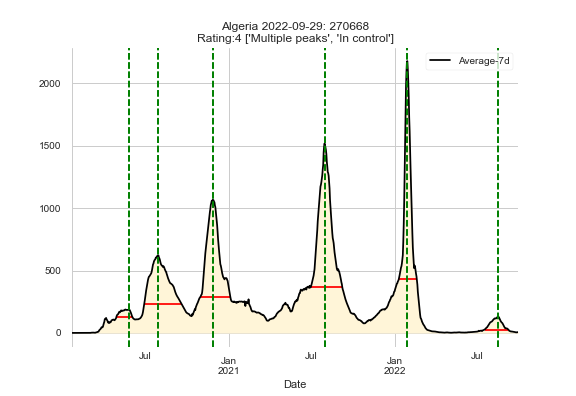 Algeria 2022-09-29: 270668
Rating:4 ['Multiple peaks', 'In control']
Average-7d
2000
1500
1000
500
0
Jul
Jan
2021
Jul
Jan
2022
Jul
Date